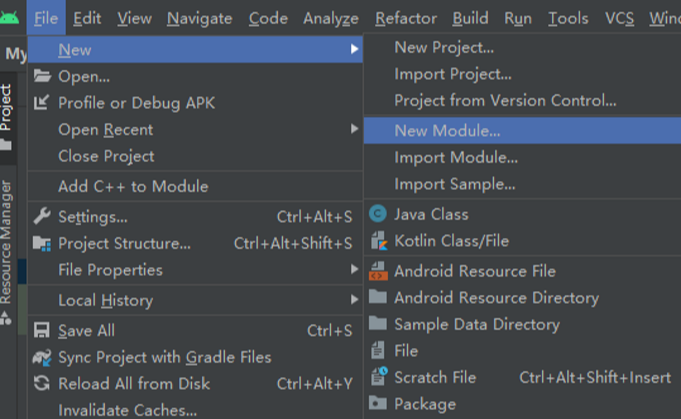 File Edit View Navigate Code Analyze Refactor Build Run Tools VCS
My
Project
Resource Manager
New
Open...
Profile or Debug APK
Open Recent
Close Project
Add C++ to Module
Settings... Ctrl+Alt+S
Project Structure... Ctrl+Alt+Shift+S
File Properties
Local History
Save All Ctrl+S
Sync Project with Gradle Files
Reload All from Disk Ctrl+Alt+Y
Invalidate Caches...
New Project...
Import Project...
Project from Version Control...
New Module...
Import Module...
Import Sample...
Java Class
Kotlin Class/File
Android Resource File
Android Resource Directory
Sample Data Directory
File
Scratch File Ctrl+Alt+Shift+Insert
Package